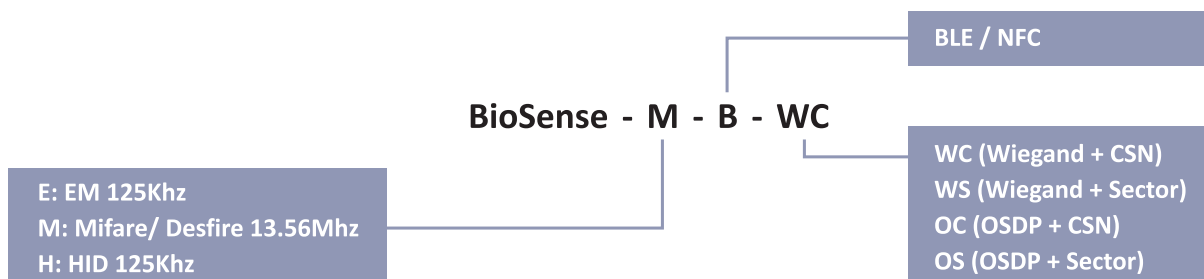 BLE / NFC
BioSense - M - B - WC
E: EM 125Khz
M: Mifare/ Desfire 13.56Mhz
H: HID 125Khz
WC (Wiegand + CSN)
WS (Wiegand + Sector)
OC (OSDP + CSN)
OS (OSDP + Sector)